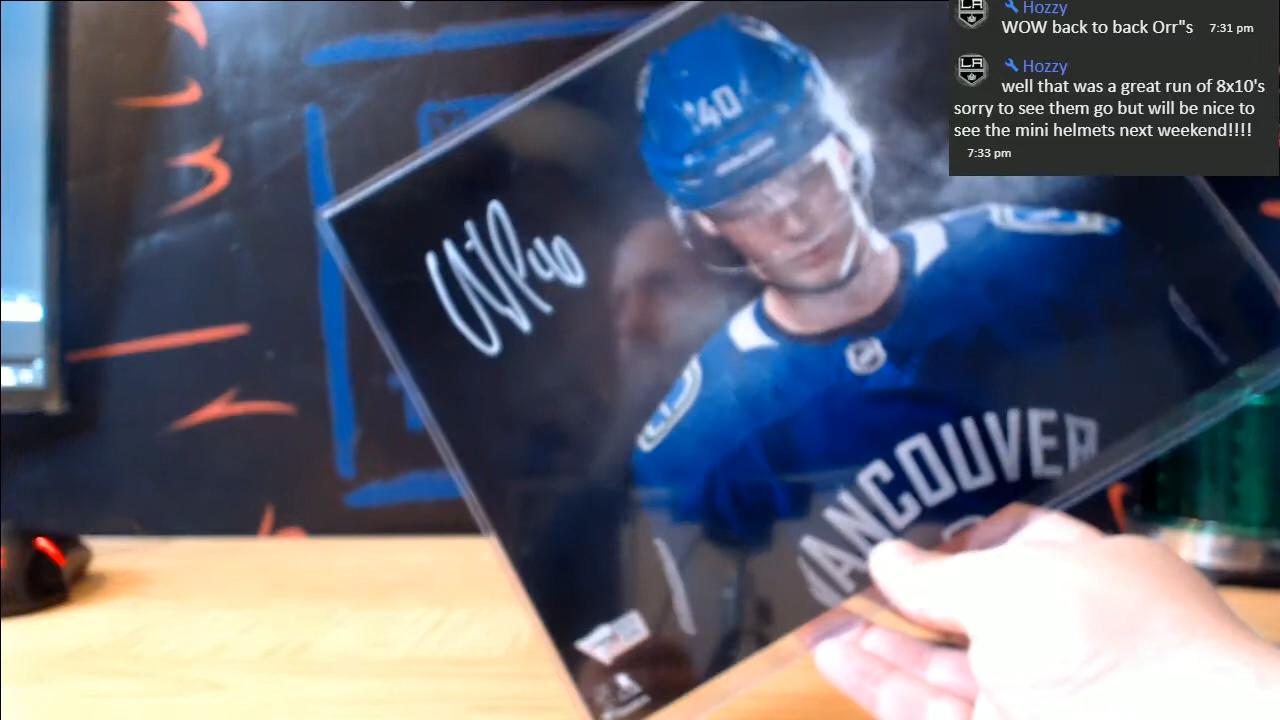 Hozzy
WOW back to back Orr"s 7:31 pm
LA
Hozzy
well that was a great run of 8x10's
sorry to see them go but will be nice to
see the mini helmets next weekend!!!!
7:33 pm
40
VANCOUVER